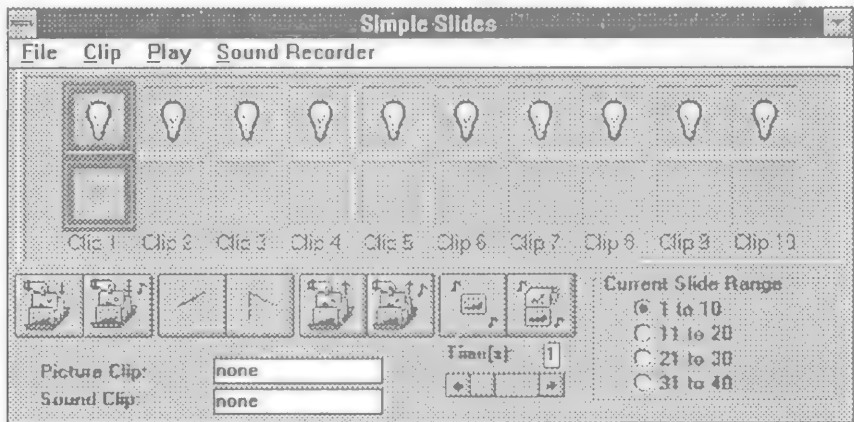 Simple Slides
File Clip Play Sound Recorder
Clip 1 Clip 2 Clip 3 Clip 4 Clip 5 Clip 6 Clip 7 Clip 8 Clip 9 Clip 10
Current Slide Range
1 to 10
11 to 20
21 to 30
31 to 40
Time(s): 1
Picture Clip: none
Sound Clip: none